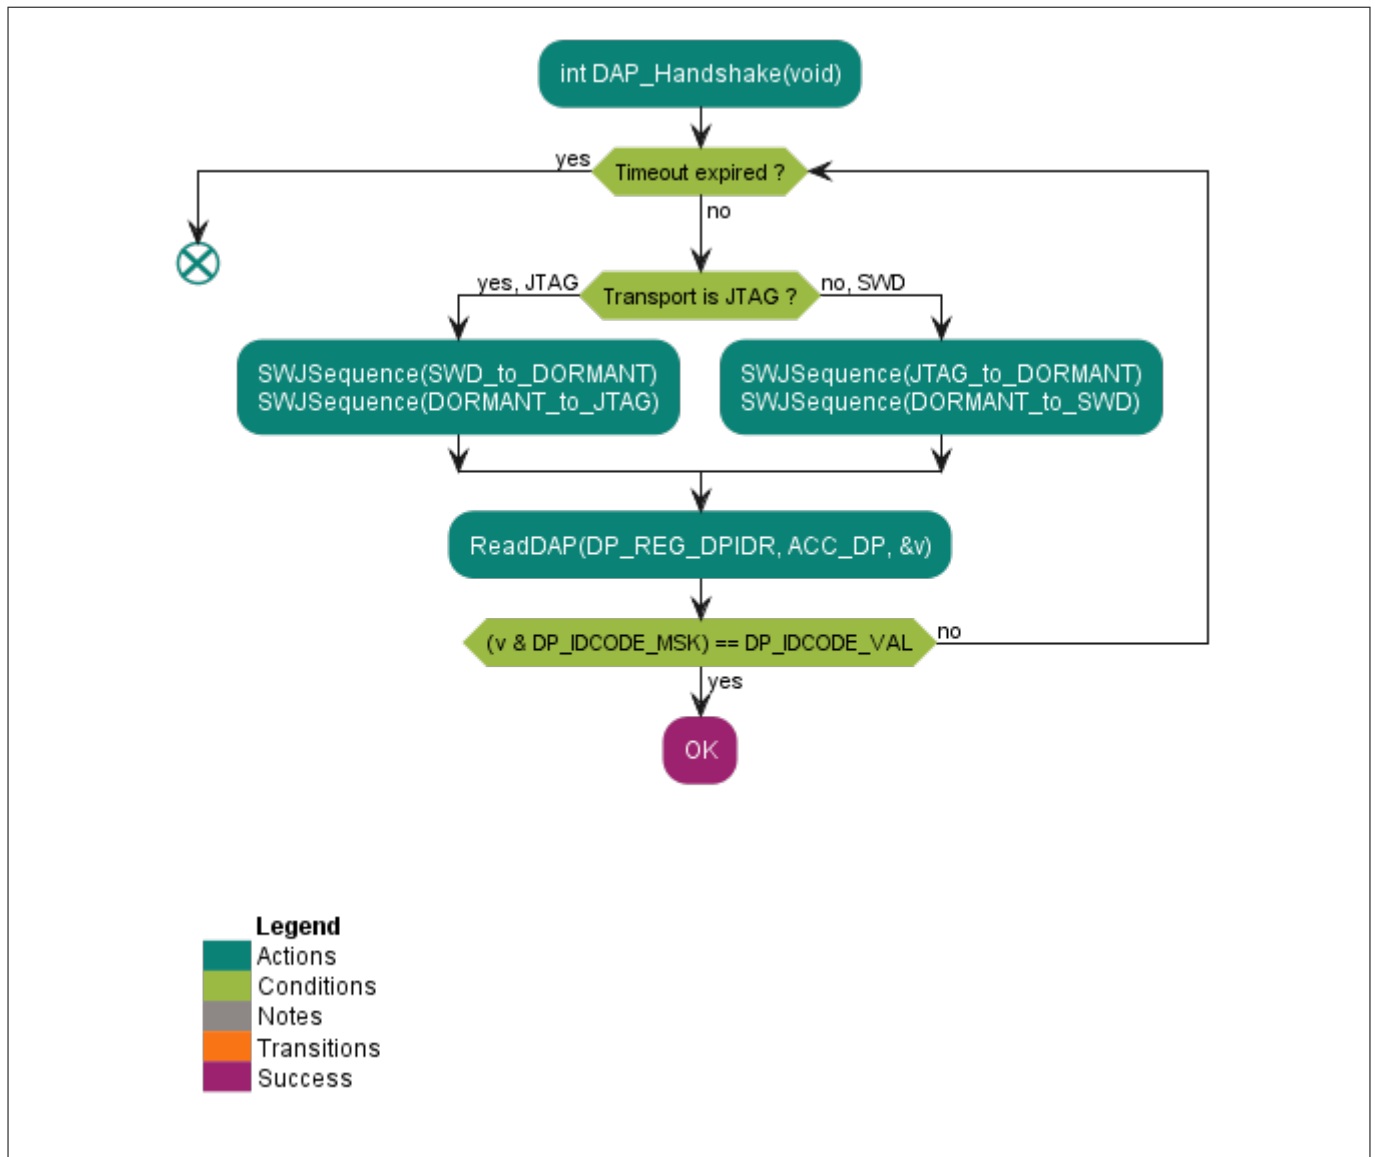 int DAP_Handshake(void)
yes
Timeout expired ?
no
yes, JTAG
Transport is JTAG ?
no, SWD
SWJSequence(SWD_to_DORMANT)
SWJSequence(DORMANT_to_JTAG)
SWJSequence(JTAG_to_DORMANT)
SWJSequence(DORMANT_to_SWD)
ReadDAP(DP_REG_DPIDR, ACC_DP, &v)
(v & DP_IDCODE_MSK) == DP_IDCODE_VAL
no
yes
OK
Legend
Actions
Conditions
Notes
Transitions
Success